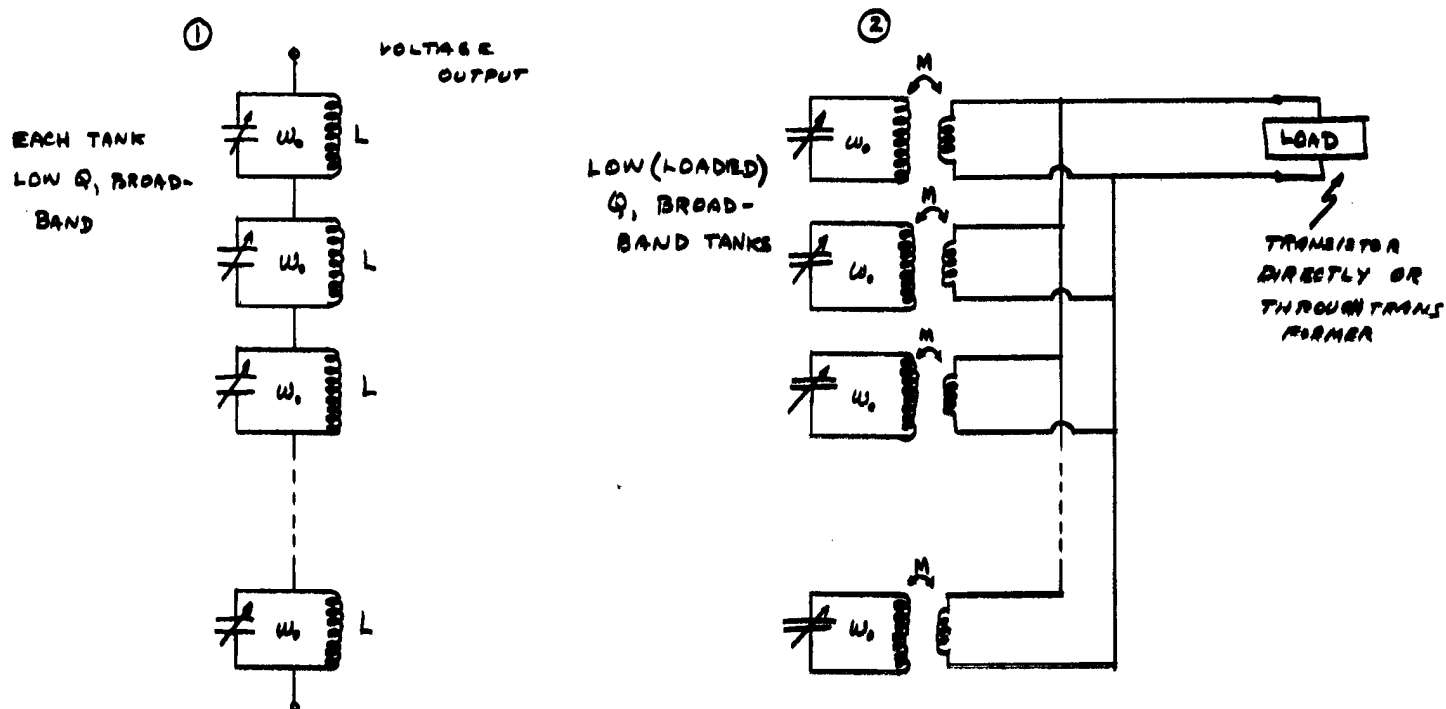 ①
VOLTAGE
OUTPUT
EACH TANK
LOW Q, BROAD-
BAND
ω₀ L
ω₀ L
ω₀ L
ω₀ L
②
M
LOW (LOADED)
Q, BROAD-
BAND TANKS
ω₀
LOAD
M
ω₀
TRANSISTOR
DIRECTLY OR
THROUGH TRANS
FORMER
M
ω₀
M
ω₀